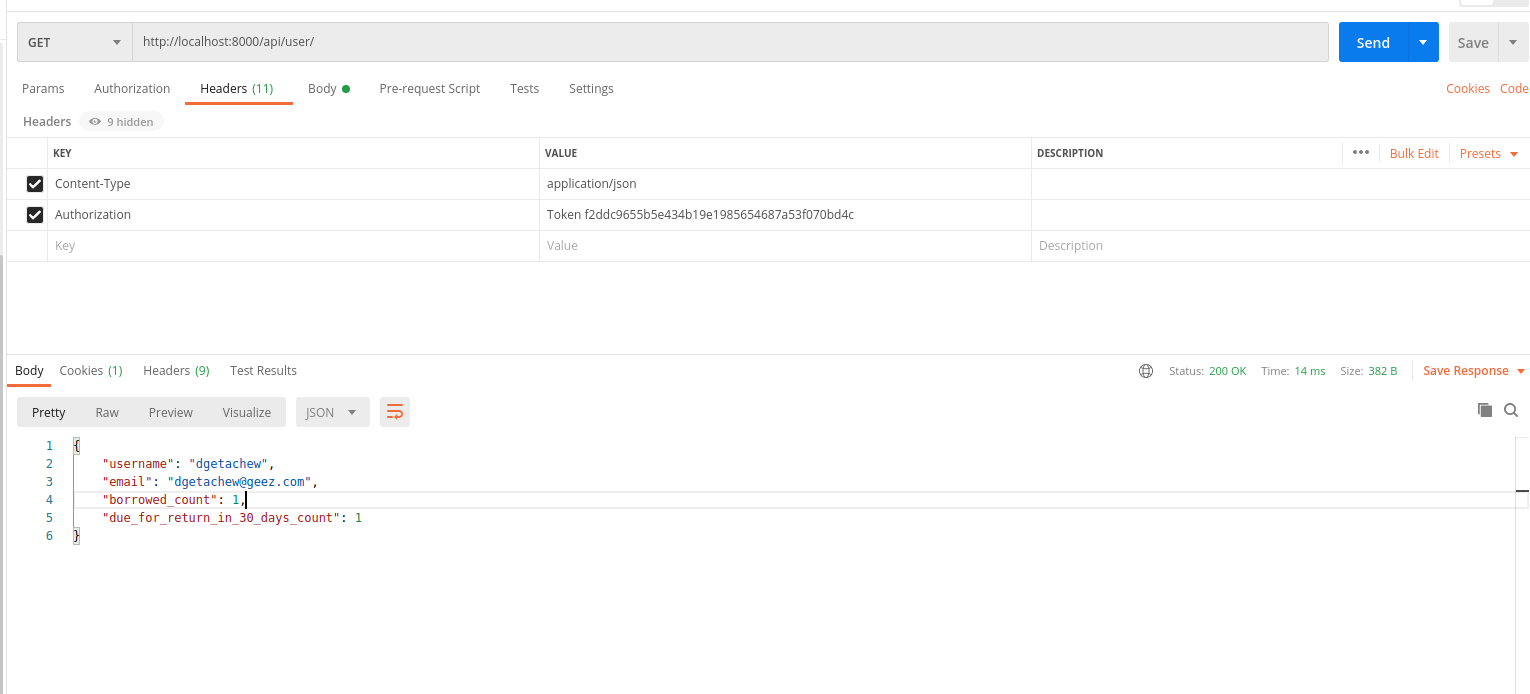 GET http://localhost:8000/api/user/ Send Save
Params Authorization Headers (11) Body Pre-request Script Tests Settings Cookies Code
Headers 9 hidden
KEY VALUE DESCRIPTION ••• Bulk Edit Presets
Content-Type application/json
Authorization Token f2ddc9655b5e434b19e1985654687a53f070bd4c
Key Value Description
Body Cookies (1) Headers (9) Test Results Status: 200 OK Time: 14 ms Size: 382 B Save Response
Pretty Raw Preview Visualize JSON
1 {
2 "username": "dgetachew",
3 "email": "dgetachew@geez.com",
4 "borrowed_count": 1,
5 "due_for_return_in_30_days_count": 1
6 }